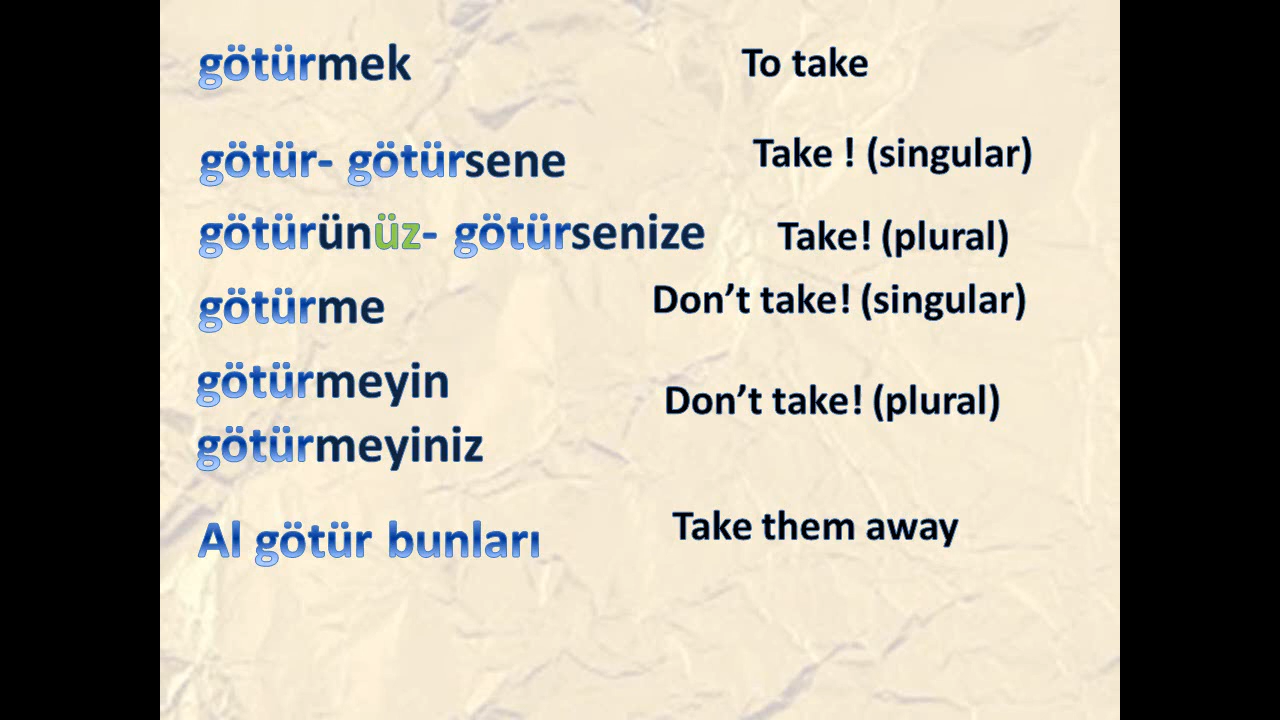 götürmek To take
götür- götürsene Take ! (singular)
götürünüz- götürsenize Take! (plural)
götürme Don’t take! (singular)
götürmeyin Don’t take! (plural)
götürmeyiniz
Al götür bunları Take them away